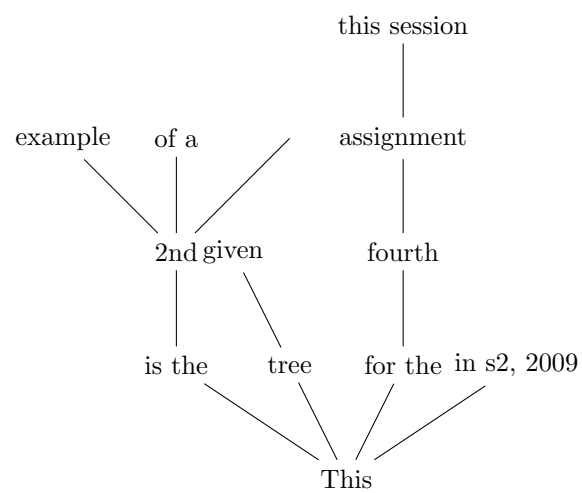 this session
example of a assignment
2nd given fourth
is the tree for the in s2, 2009
This